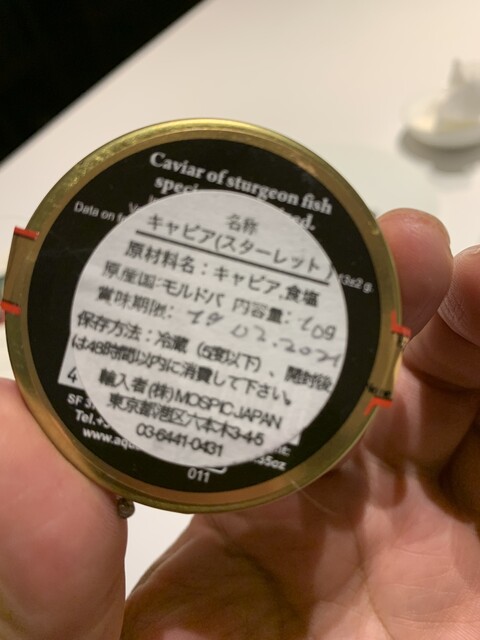 Caviar of sturgeon fish
名称
キャビア(スターレット)
原材料名:キャビア,食塩
原産国:モルドバ 内容量: 10g
賞味期限: 19 02.2021
保存方法:冷蔵(5度以下)、開封後
は48時間以内に消費して下さい。
輸入者(株)MOSPIC JAPAN
東京都港区六本木3-4-5
03-6441-0431
011